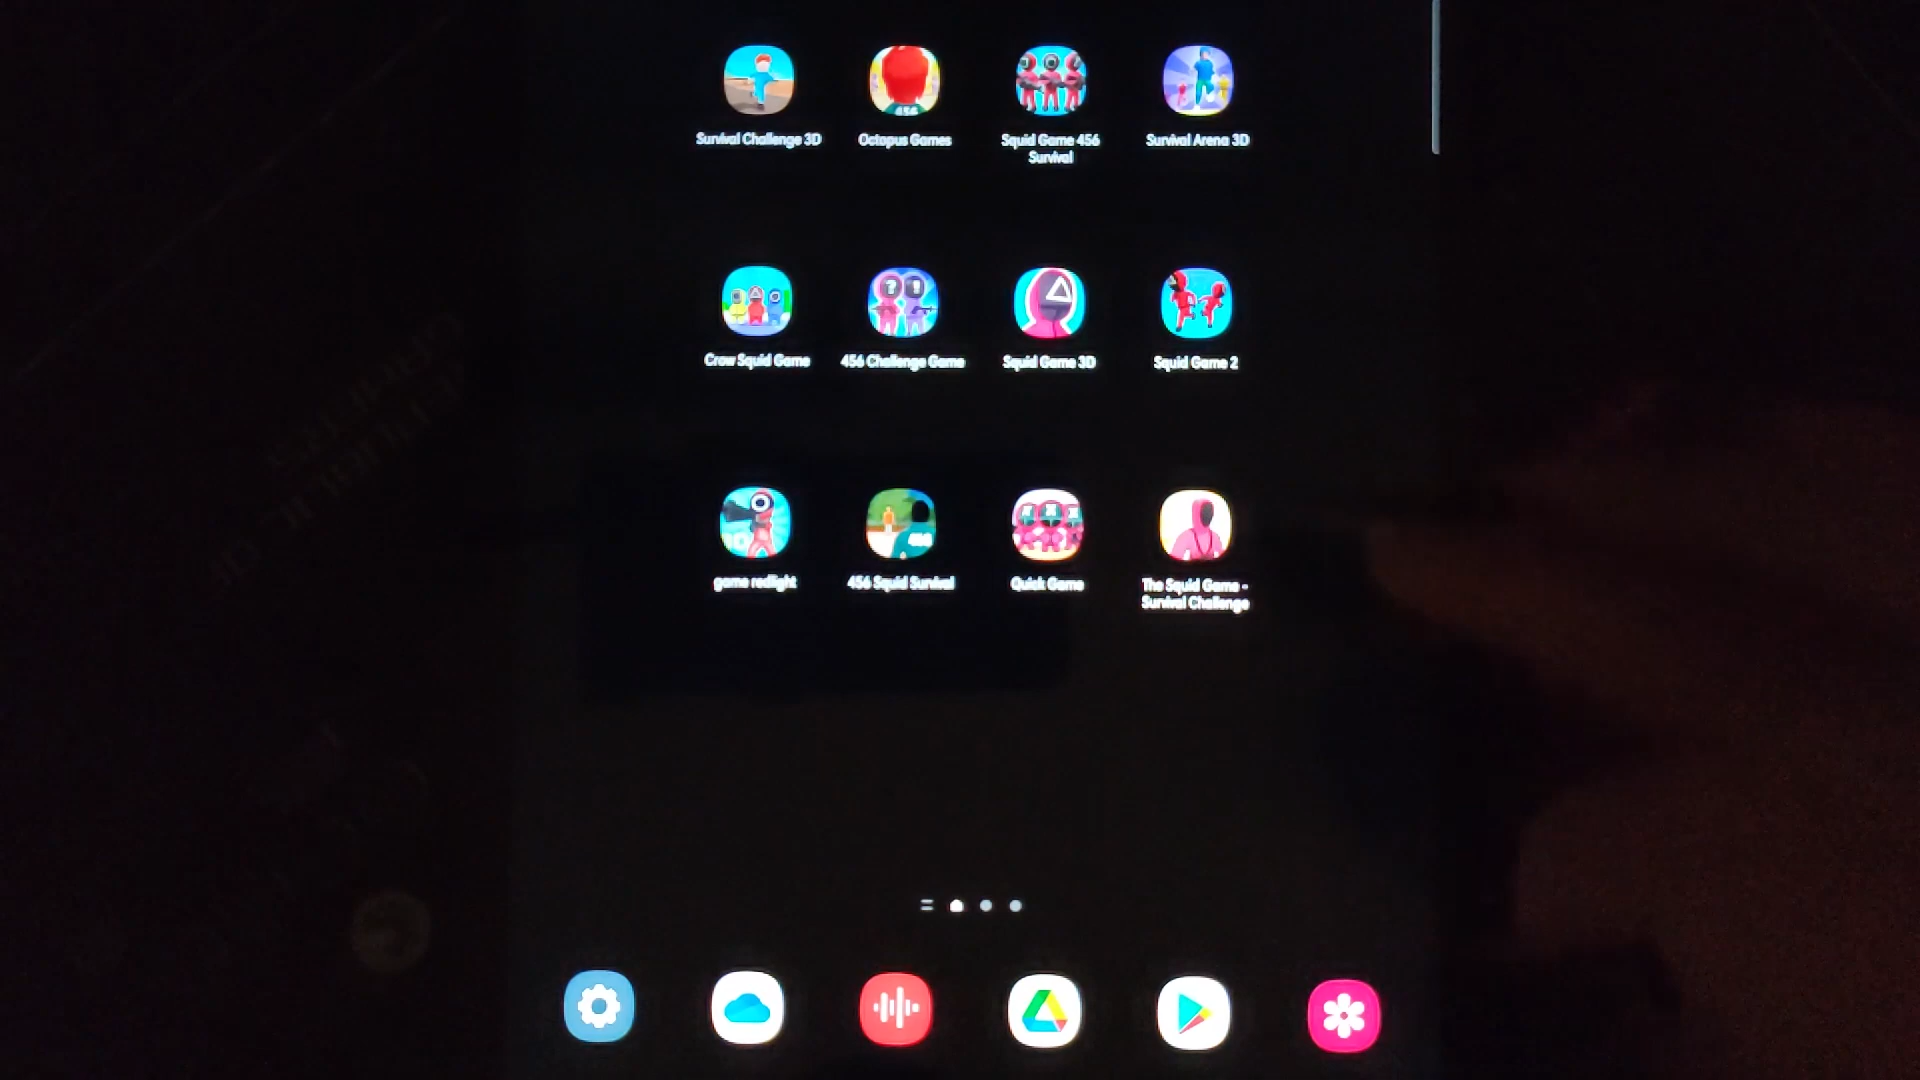 Survival Challenge 3D
Octopus Games
Squid Game 456
Survival
Survival Arena 3D
Craw Squid Game
456 Challenge Game
Squid Game 3D
Squid Game 2
game redlight
456 Squid Survival
Quick Game
The Squid Game -
Survival Challenge